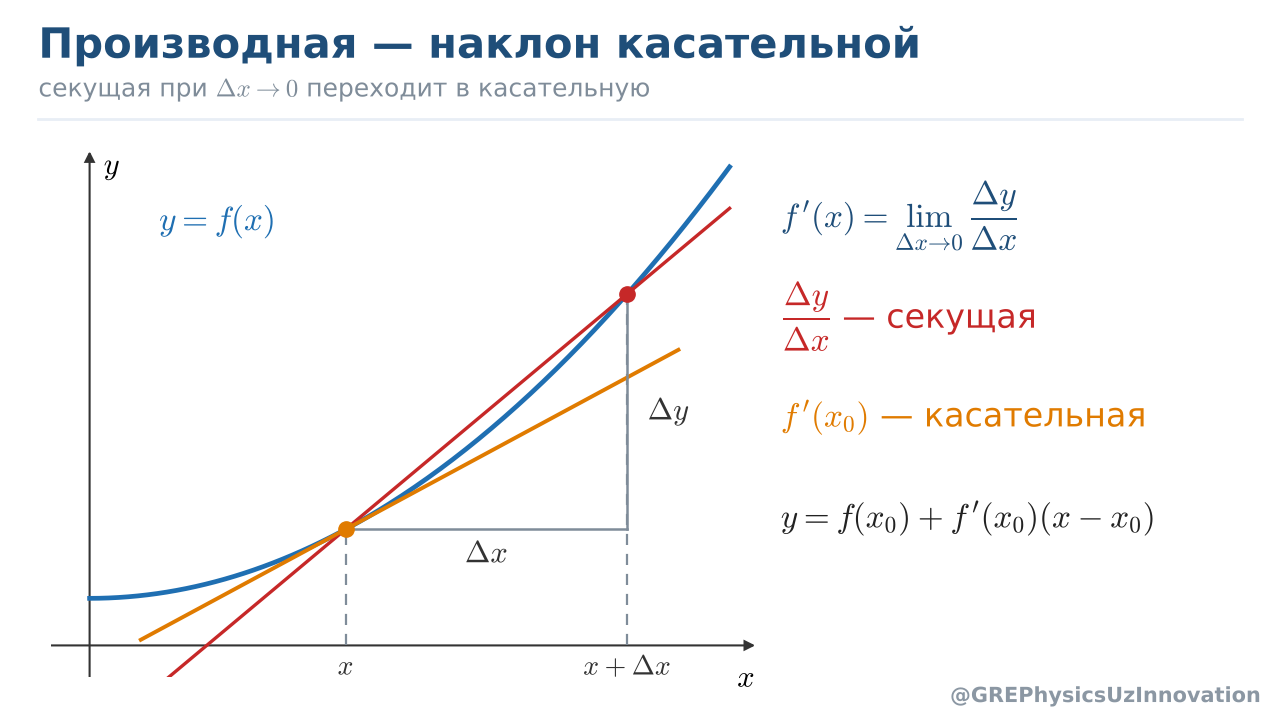 Производная — наклон касательной
секущая при Δx → 0 переходит в касательную
y
y = f(x)
f′(x) = lim Δx→0 Δy/Δx
Δy/Δx — секущая
Δy
f′(x₀) — касательная
y = f(x₀) + f′(x₀)(x − x₀)
Δx
x
x + Δx
x
@GREPhysicsUzInnovation